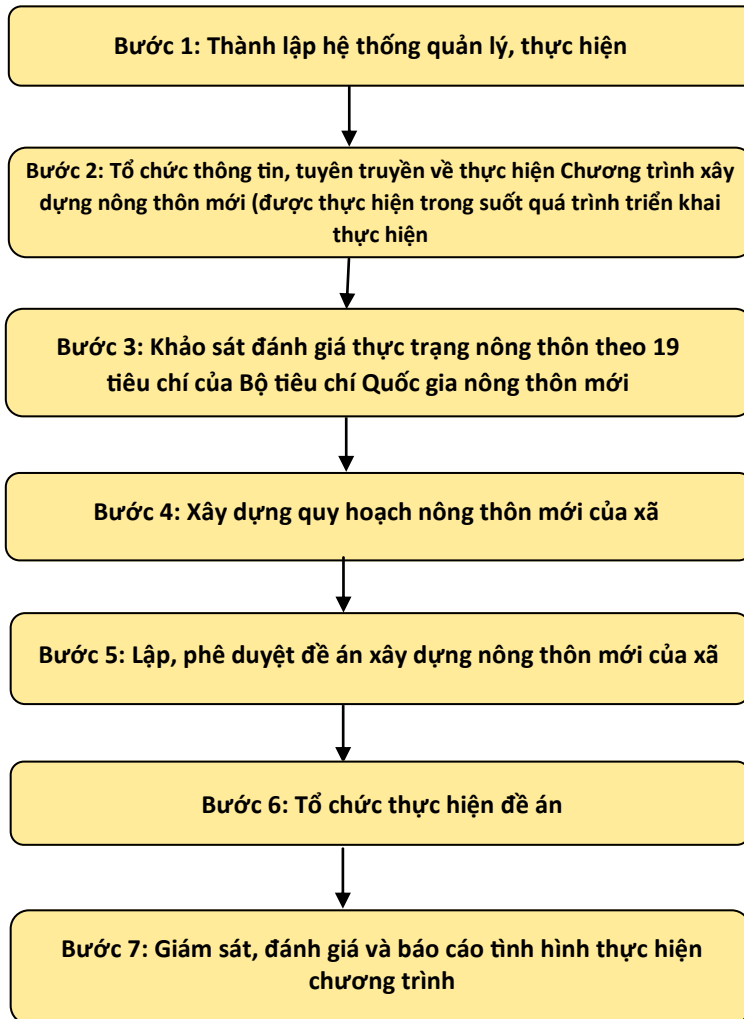 Bước 1: Thành lập hệ thống quản lý, thực hiện
Bước 2: Tổ chức thông tin, tuyên truyền về thực hiện Chương trình xây
dựng nông thôn mới (được thực hiện trong suốt quá trình triển khai
thực hiện
Bước 3: Khảo sát đánh giá thực trạng nông thôn theo 19
tiêu chí của Bộ tiêu chí Quốc gia nông thôn mới
Bước 4: Xây dựng quy hoạch nông thôn mới của xã
Bước 5: Lập, phê duyệt đề án xây dựng nông thôn mới của xã
Bước 6: Tổ chức thực hiện đề án
Bước 7: Giám sát, đánh giá và báo cáo tình hình thực hiện
chương trình